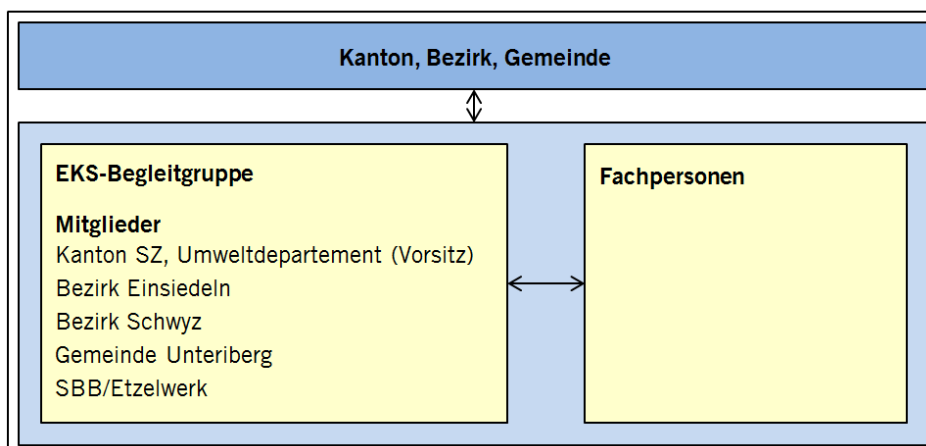 Kanton, Bezirk, Gemeinde
EKS-Begleitgruppe
Mitglieder
Kanton SZ, Umweltdepartement (Vorsitz)
Bezirk Einsiedeln
Bezirk Schwyz
Gemeinde Unteriberg
SBB/Etzelwerk
Fachpersonen